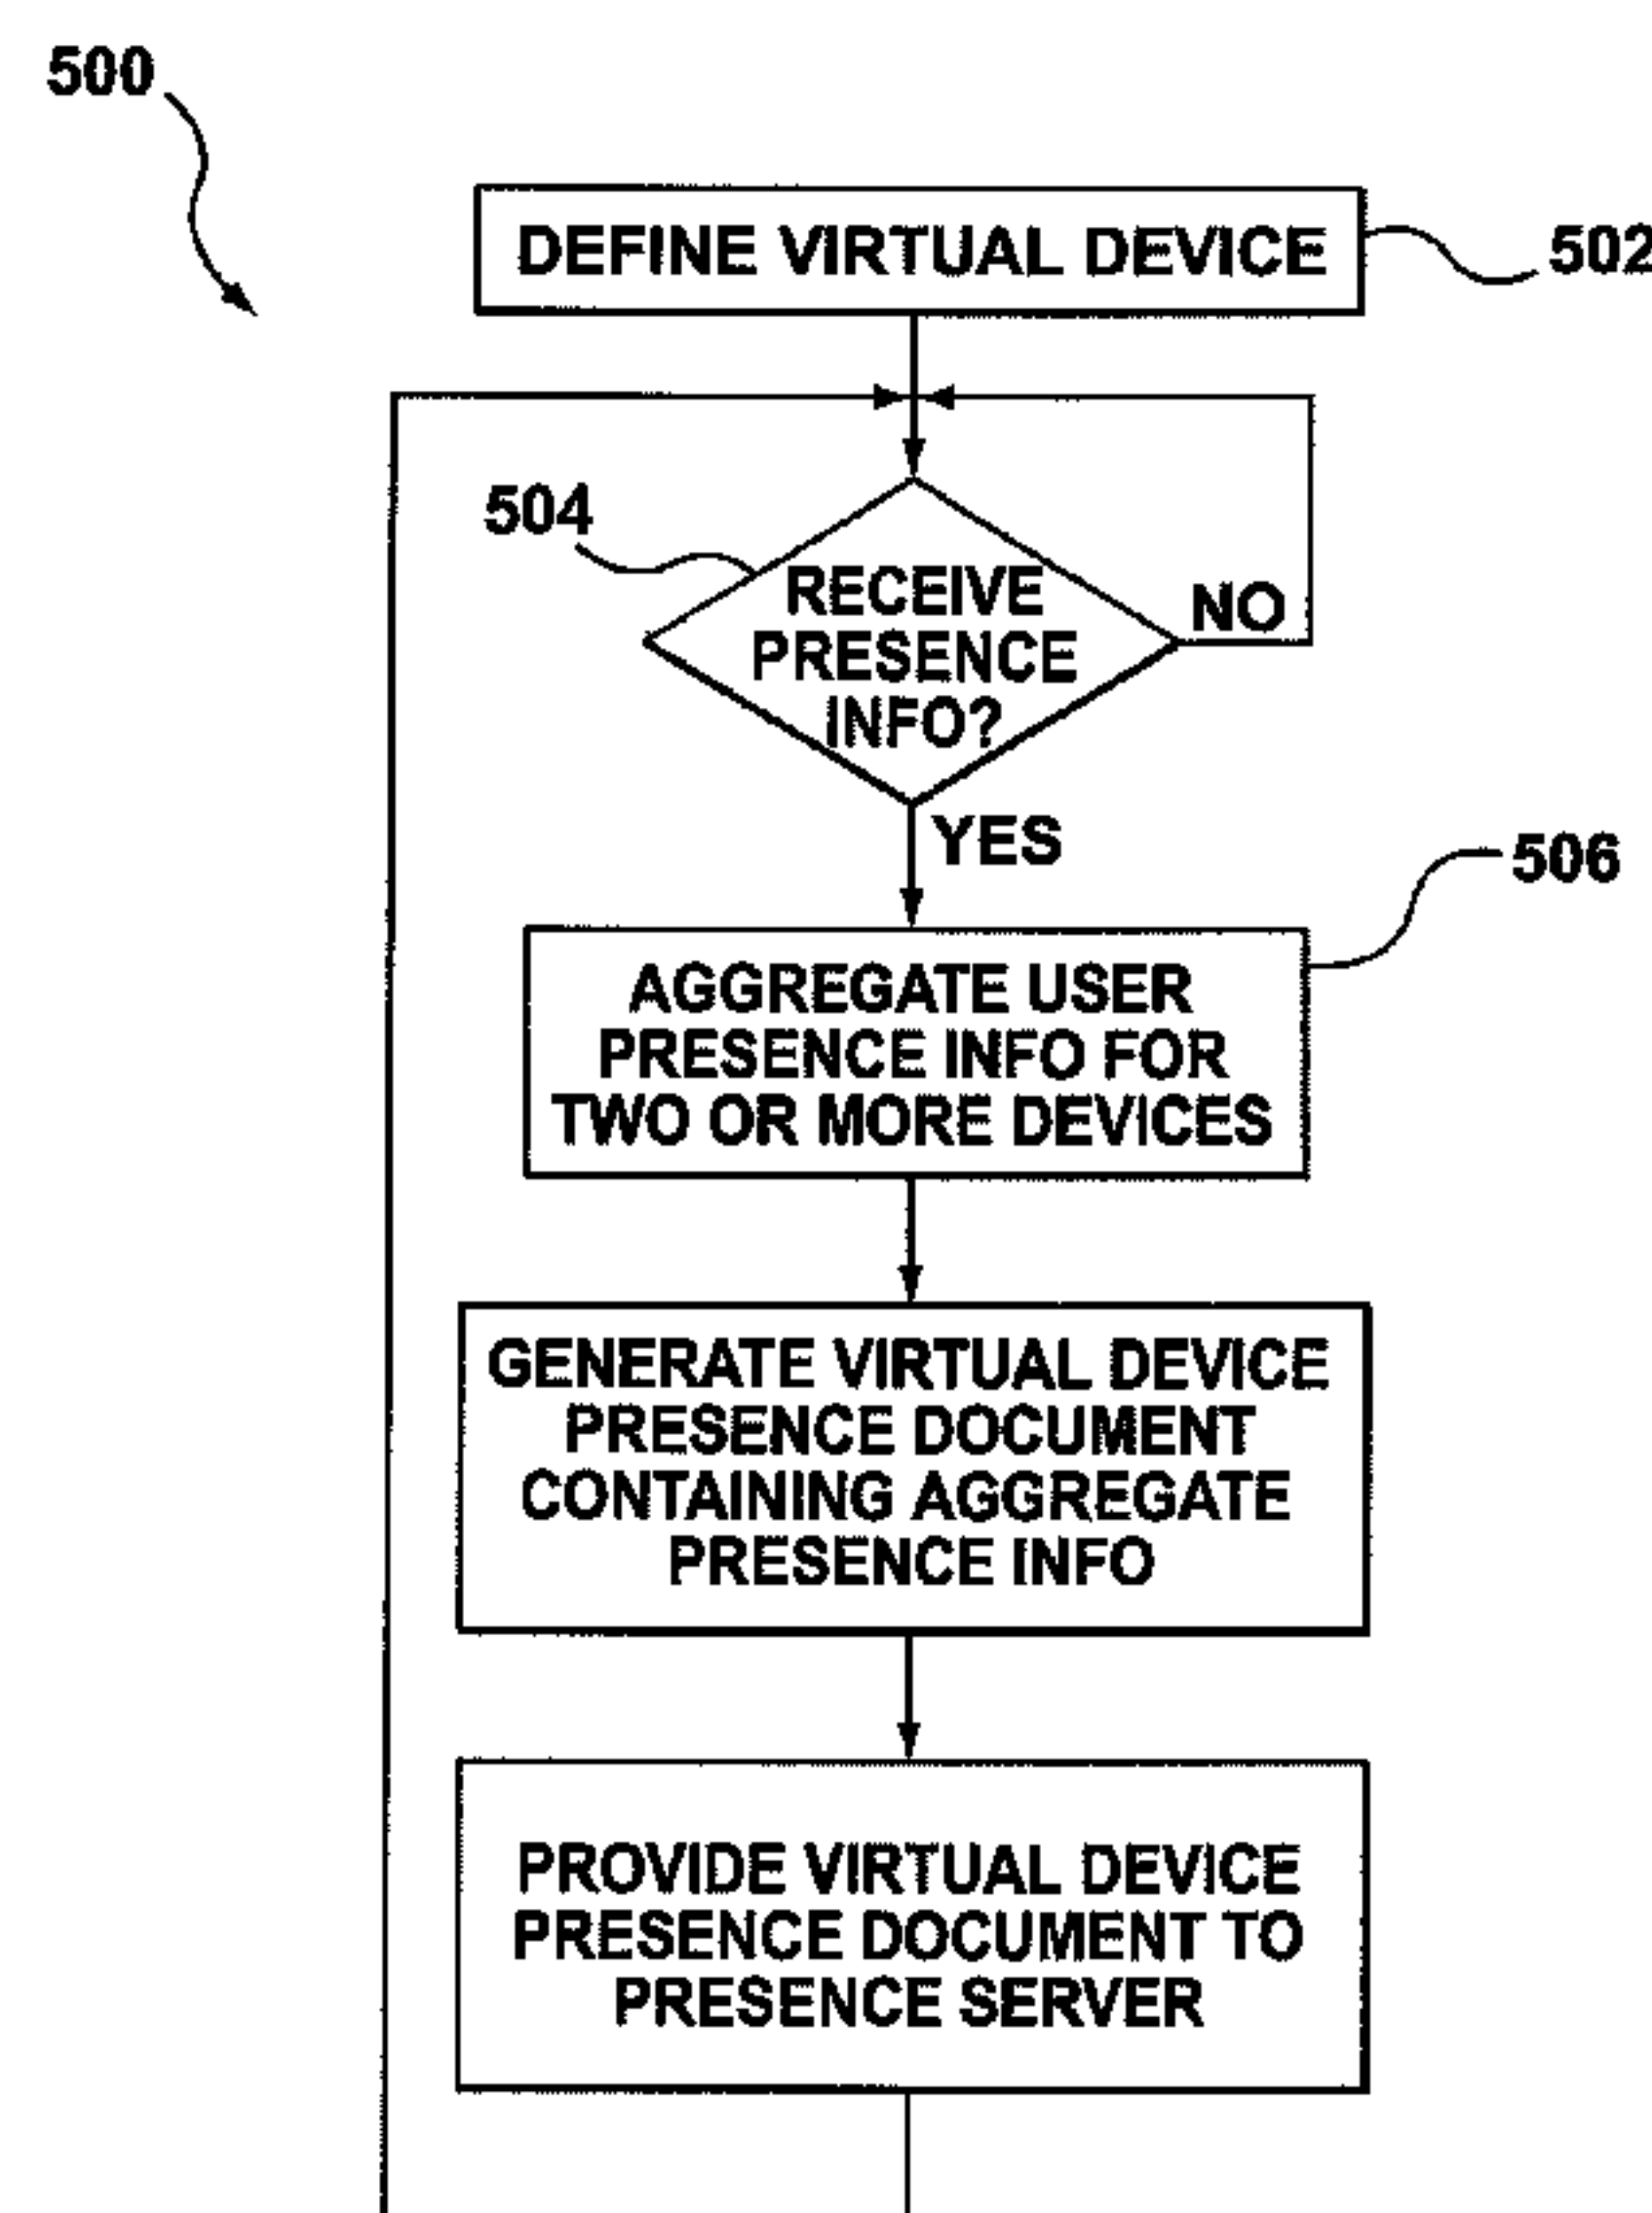 500
DEFINE VIRTUAL DEVICE
502
504
RECEIVE
PRESENCE
INFO?
NO
YES
506
AGGREGATE USER
PRESENCE INFO FOR
TWO OR MORE DEVICES
GENERATE VIRTUAL DEVICE
PRESENCE DOCUMENT
CONTAINING AGGREGATE
PRESENCE INFO
PROVIDE VIRTUAL DEVICE
PRESENCE DOCUMENT TO
PRESENCE SERVER